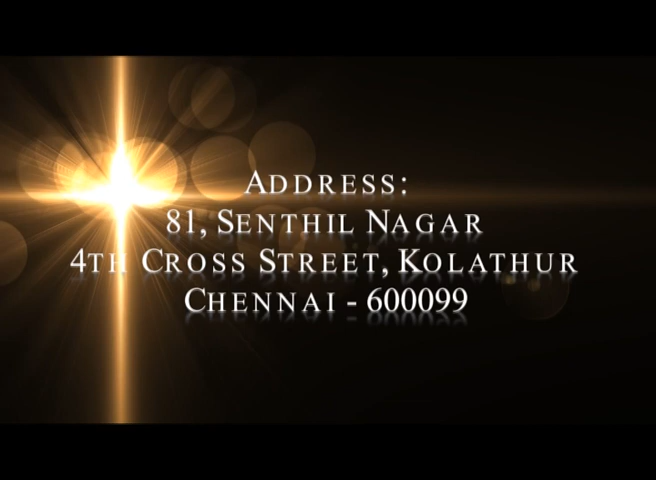 ADDRESS:
81, SENTHIL NAGAR
4TH CROSS STREET, KOLATHUR
CHENNAI - 600099